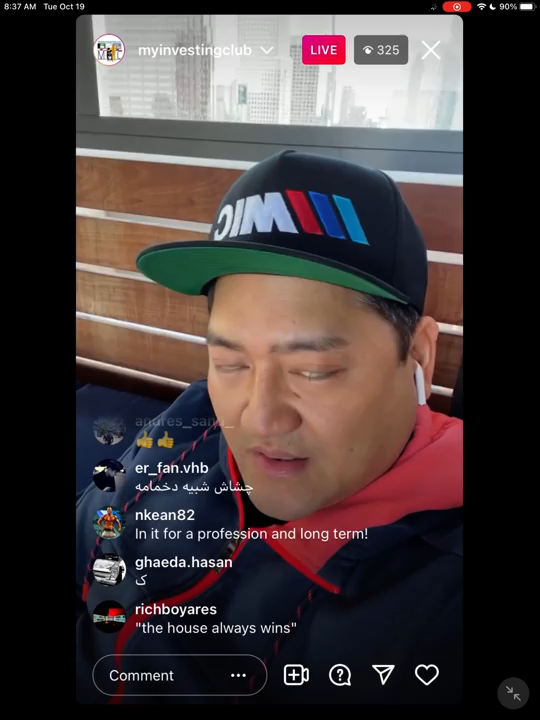 8:37 AM Tue Oct 19
90%
myinvestingclub
LIVE
325
MIC
andres_sans_
👍👍
er_fan.vhb
چشاش شبیه دخمامه
nkean82
In it for a profession and long term!
ghaeda.hasan
ک
richboyares
"the house always wins"
Comment